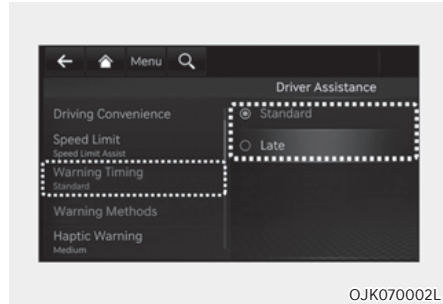 Menu
Driver Assistance
Driving Convenience
Speed Limit
Speed Limit Assist
Warning Timing
Standard
Warning Methods
Haptic Warning
Medium
Standard
Late
OJK070002L